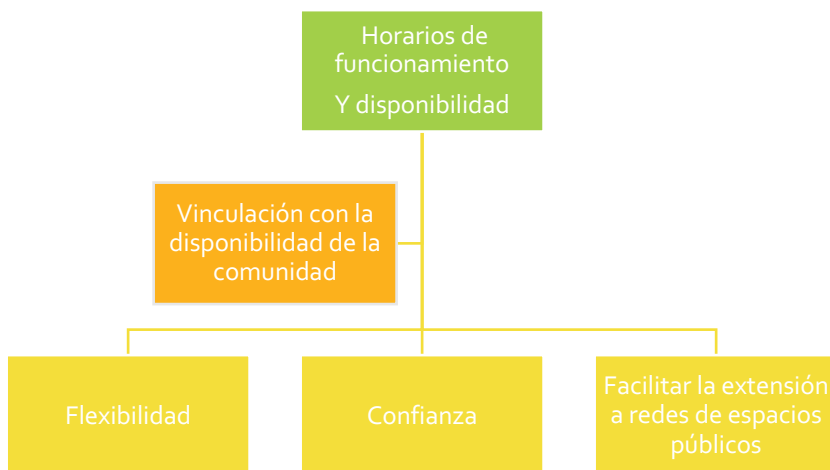 Horarios de
funcionamiento
Y disponibilidad
Vinculación con la
disponibilidad de la
comunidad
Flexibilidad
Confianza
Facilitar la extensión
a redes de espacios
públicos